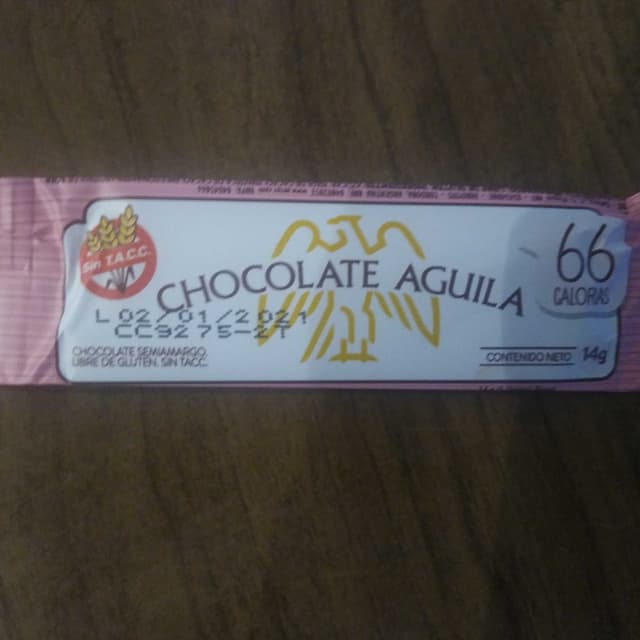 SIN T.A.C.C.
CHOCOLATE AGUILA
66
CALORIAS
L 02/01/2021
CC9275-2T
CHOCOLATE SEMIAMARGO.
LIBRE DE GLUTEN. SIN TACC.
CONTENIDO NETO 14g